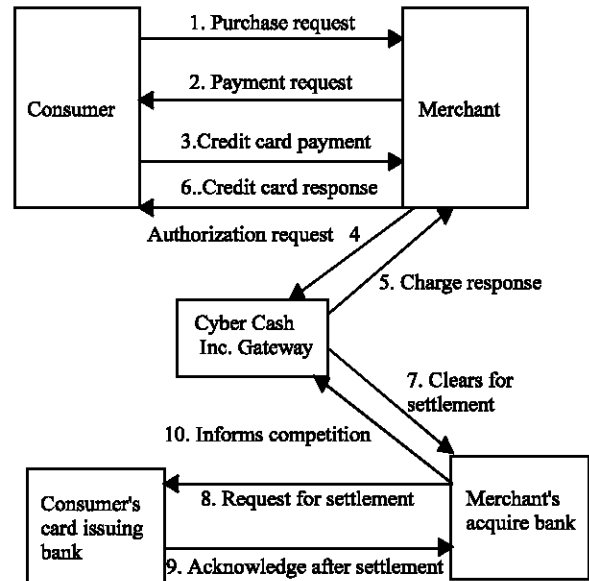 1. Purchase request
2. Payment request
Consumer
Merchant
3.Credit card payment
6..Credit card response
Authorization request 4
5. Charge response
Cyber Cash
Inc. Gateway
7. Clears for
settlement
10. Informs competition
Consumer's
card issuing
bank
8. Request for settlement
Merchant's
acquire bank
9. Acknowledge after settlement